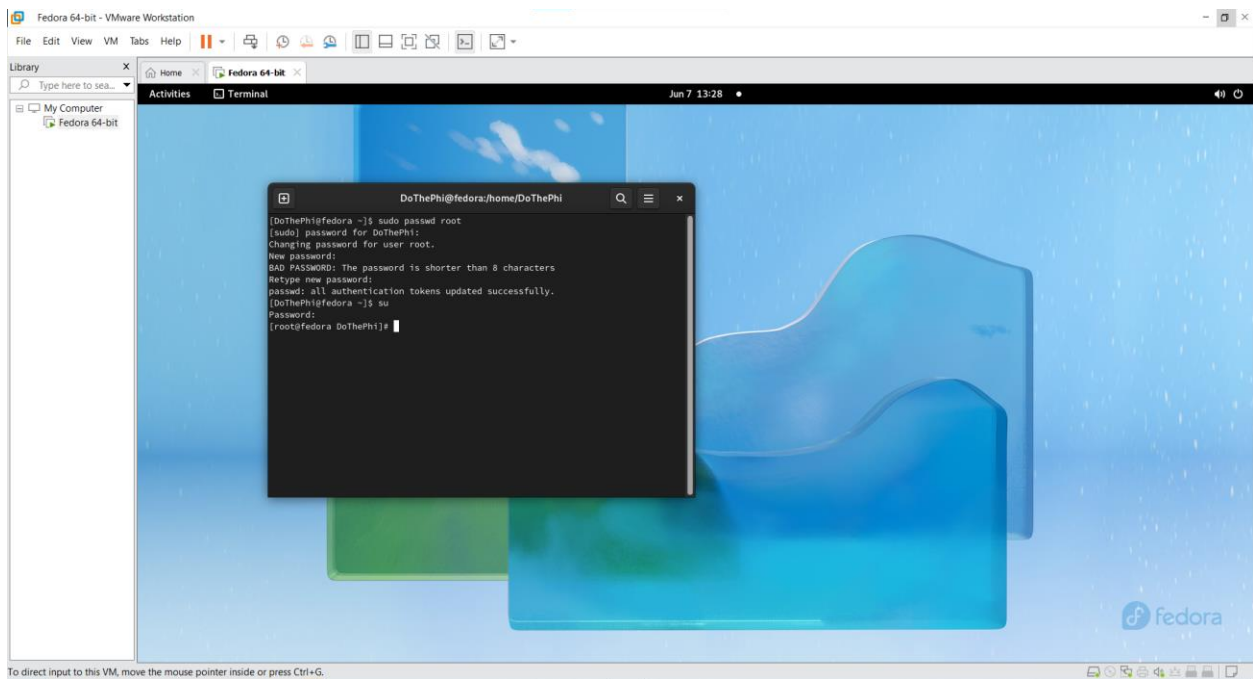 Fedora 64-bit - VMware Workstation
File Edit View VM Tabs Help
Library
Type here to sea...
My Computer
Fedora 64-bit
Home
Fedora 64-bit
Activities Terminal Jun 7 13:28
DoThePhi@fedora:/home/DoThePhi
[DoThePhi@fedora ~]$ sudo passwd root
[sudo] password for DoThePhi:
Changing password for user root.
New password:
BAD PASSWORD: The password is shorter than 8 characters
Retype new password:
passwd: all authentication tokens updated successfully.
[DoThePhi@fedora ~]$ su
Password:
[root@fedora DoThePhi]#
fedora
To direct input to this VM, move the mouse pointer inside or press Ctrl+G.